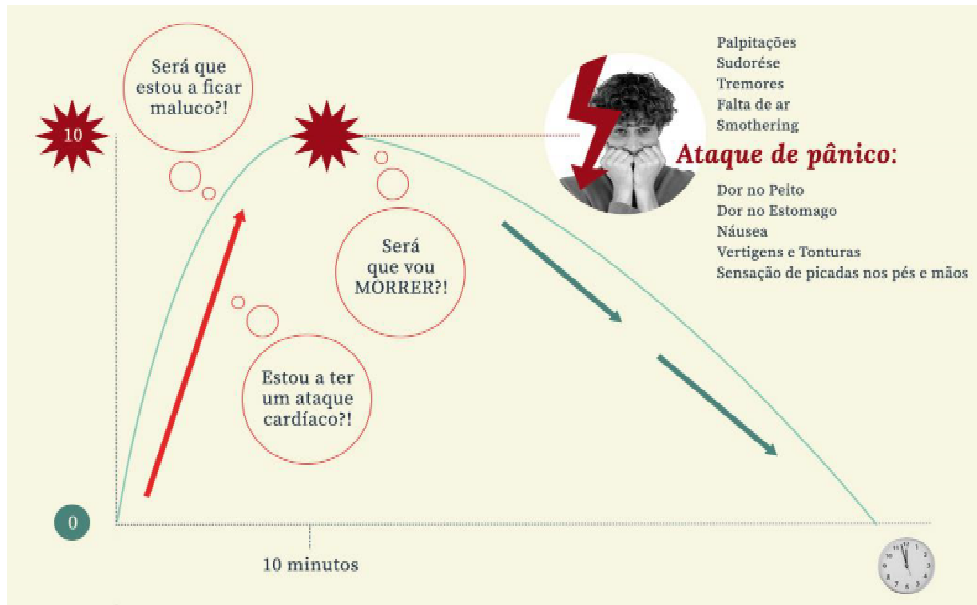 Será que
estou a ficar
maluco?!
10
Palpitações
Sudorése
Tremores
Falta de ar
Smothering
Ataque de pânico:
Dor no Peito
Dor no Estomago
Náusea
Vertigens e Tonturas
Sensação de picadas nos pés e mãos
Será
que vou
MORRER?!
Estou a ter
um ataque
cardíaco?!
0
10 minutos